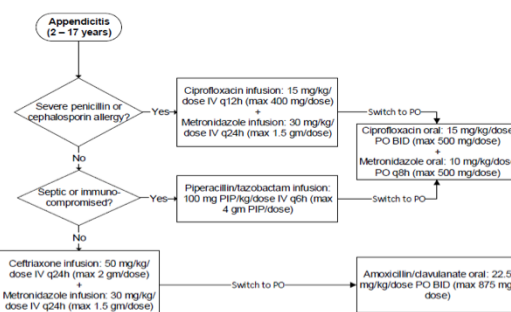 Appendicitis
(2 – 17 years)
Severe penicillin or
cephalosporin allergy?
Yes
Ciprofloxacin infusion: 15 mg/kg/
dose IV q12h (max 400 mg/dose)
+
Metronidazole infusion: 30 mg/kg/
dose IV q24h (max 1.5 gm/dose)
Switch to PO
Ciprofloxacin oral: 15 mg/kg/dose
PO BID (max 500 mg/dose)
+
Metronidazole oral: 10 mg/kg/dose
PO q8h (max 500 mg/dose)
No
Septic or immuno-
compromised?
Yes
Piperacillin/tazobactam infusion:
100 mg PIP/kg/dose IV q6h (max
4 gm PIP/dose)
Switch to PO
No
Ceftriaxone infusion: 50 mg/kg/
dose IV q24h (max 2 gm/dose)
+
Metronidazole infusion: 30 mg/kg/
dose IV q24h (max 1.5 gm/dose)
Switch to PO
Amoxicillin/clavulanate oral: 22.5
mg/kg/dose PO BID (max 875 mg/
dose)